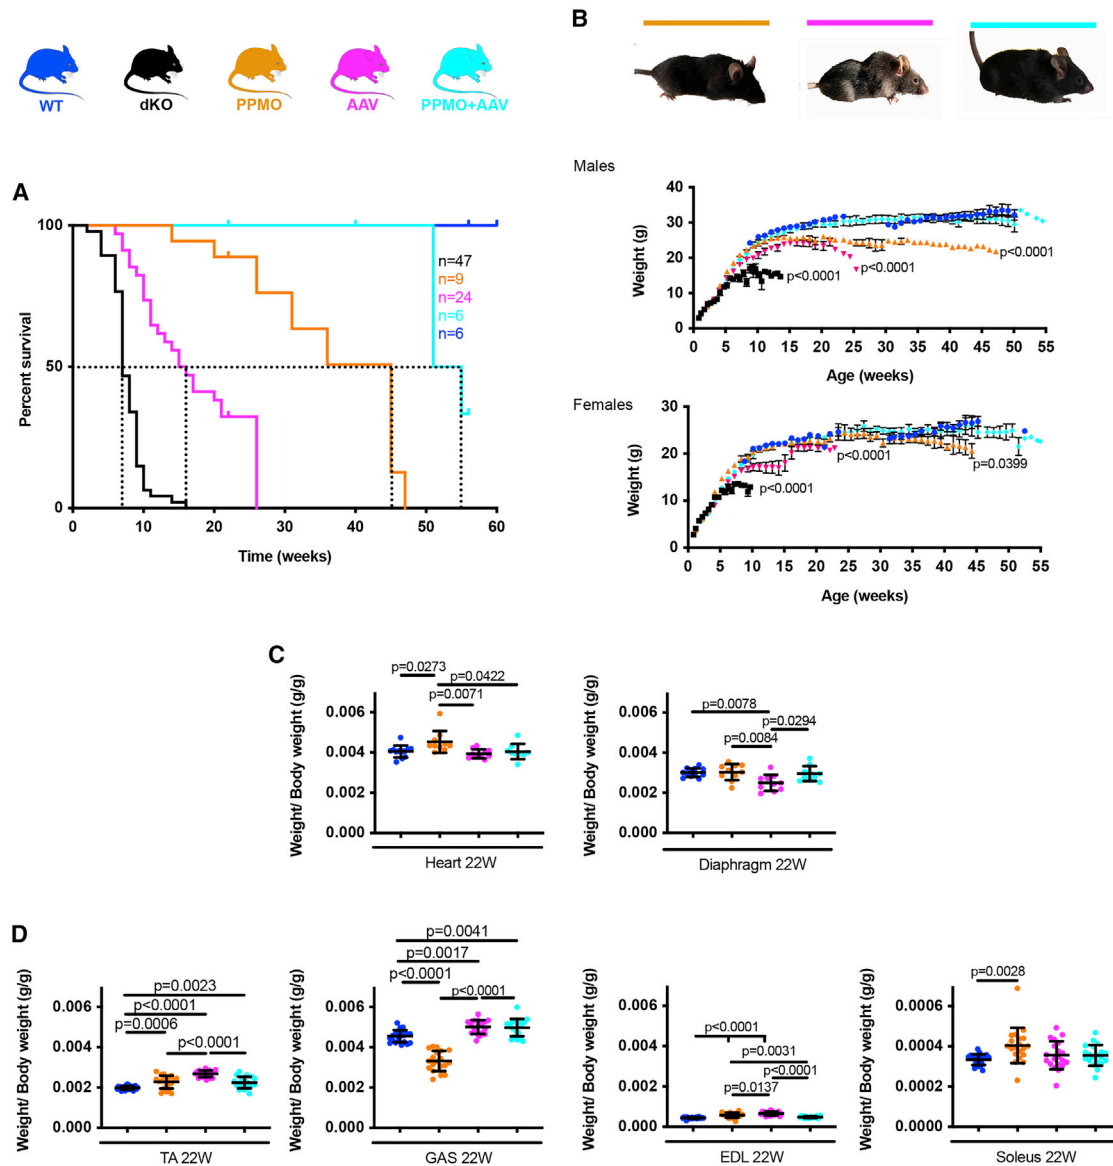 B
WT
dKO
PPMO
AAV
PPMO+AAV
A
100
50
0
Percent survival
0
10
20
30
40
50
60
Time (weeks)
n=47
n=9
n=24
n=6
n=6
Males
40
30
20
10
0
Weight (g)
0 5 10 15 20 25 30 35 40 45 50 55
Age (weeks)
p<0.0001
p<0.0001
p<0.0001
Females
30
20
10
0
Weight (g)
0 5 10 15 20 25 30 35 40 45 50 55
Age (weeks)
p<0.0001
p=0.0399
p<0.0001
C
p=0.0273
p=0.0422
p=0.0071
Weight/ Body weight (g/g)
0.006
0.004
0.002
0.000
Heart 22W
p=0.0078
p=0.0294
p=0.0084
Weight/ Body weight (g/g)
0.006
0.004
0.002
0.000
Diaphragm 22W
D
p=0.0023
p<0.0001
p=0.0006
p<0.0001
Weight/ Body weight (g/g)
0.006
0.004
0.002
0.000
TA 22W
p=0.0041
p=0.0017
p<0.0001
p<0.0001
Weight/ Body weight (g/g)
0.006
0.004
0.002
0.000
GAS 22W
p<0.0001
p=0.0031
p<0.0001
p=0.0137
Weight/ Body weight (g/g)
0.006
0.004
0.002
0.000
EDL 22W
p=0.0028
Weight/ Body weight (g/g)
0.0006
0.0004
0.0002
0.0000
Soleus 22W